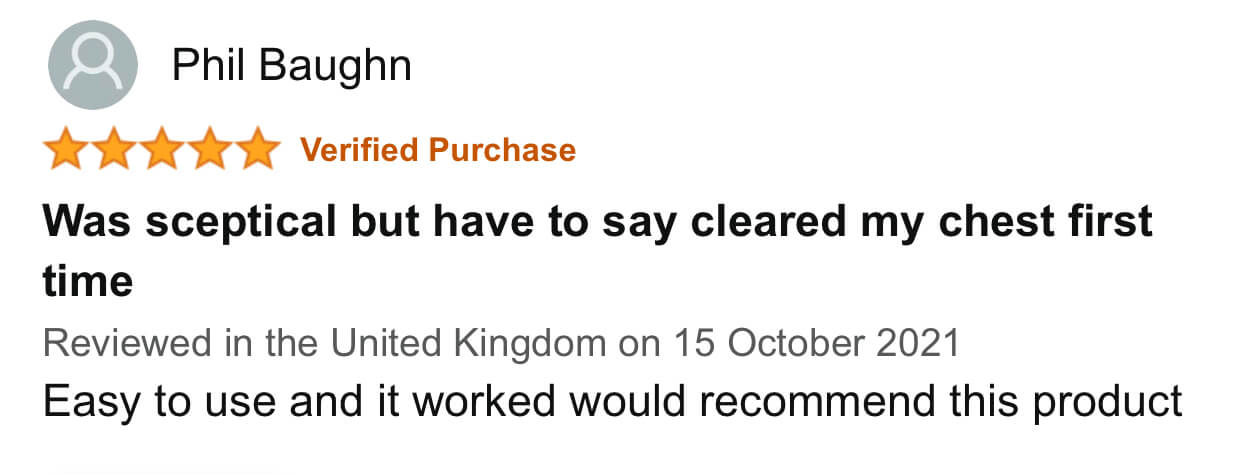 Phil Baughn
Verified Purchase
Was sceptical but have to say cleared my chest first
time
Reviewed in the United Kingdom on 15 October 2021
Easy to use and it worked would recommend this product